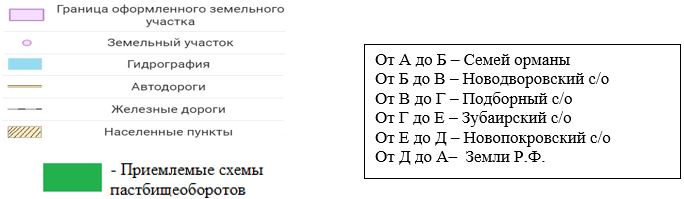 Граница оформленного земельного
участка
Земельный участок
Гидрография
Автодороги
Железные дороги
Населенные пункты
- Приемлемые схемы
пастбищеоборотов
От А до Б – Семей орманы
От Б до В – Новодворовский с/о
От В до Г – Подборный с/о
От Г до Е – Зубаирский с/о
От Е до Д – Новопокровский с/о
От Д до А– Земли Р.Ф.